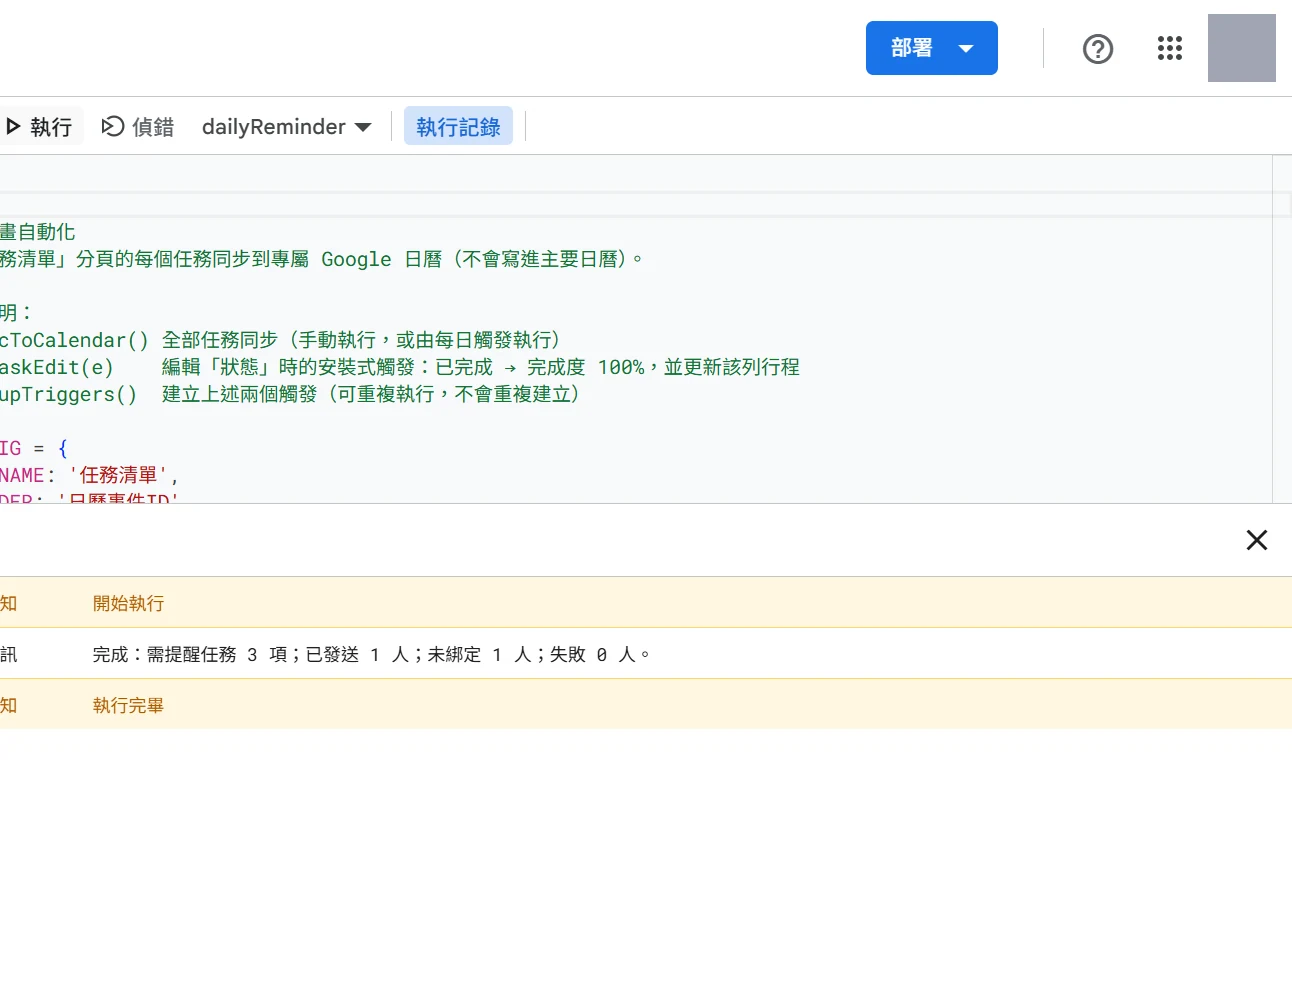 部署
執行 偵錯 dailyReminder 執行記錄
畫自動化
務清單」分頁的每個任務同步到專屬 Google 日曆（不會寫進主要日曆）。
明：
cToCalendar() 全部任務同步（手動執行，或由每日觸發執行）
askEdit(e) 編輯「狀態」時的安裝式觸發：已完成 → 完成度 100%，並更新該列行程
upTriggers() 建立上述兩個觸發（可重複執行，不會重複建立）
IG = {
NAME: '任務清單',
DER: '日曆事件ID'
知 開始執行
訊 完成：需提醒任務 3 項；已發送 1 人；未綁定 1 人；失敗 0 人。
知 執行完畢